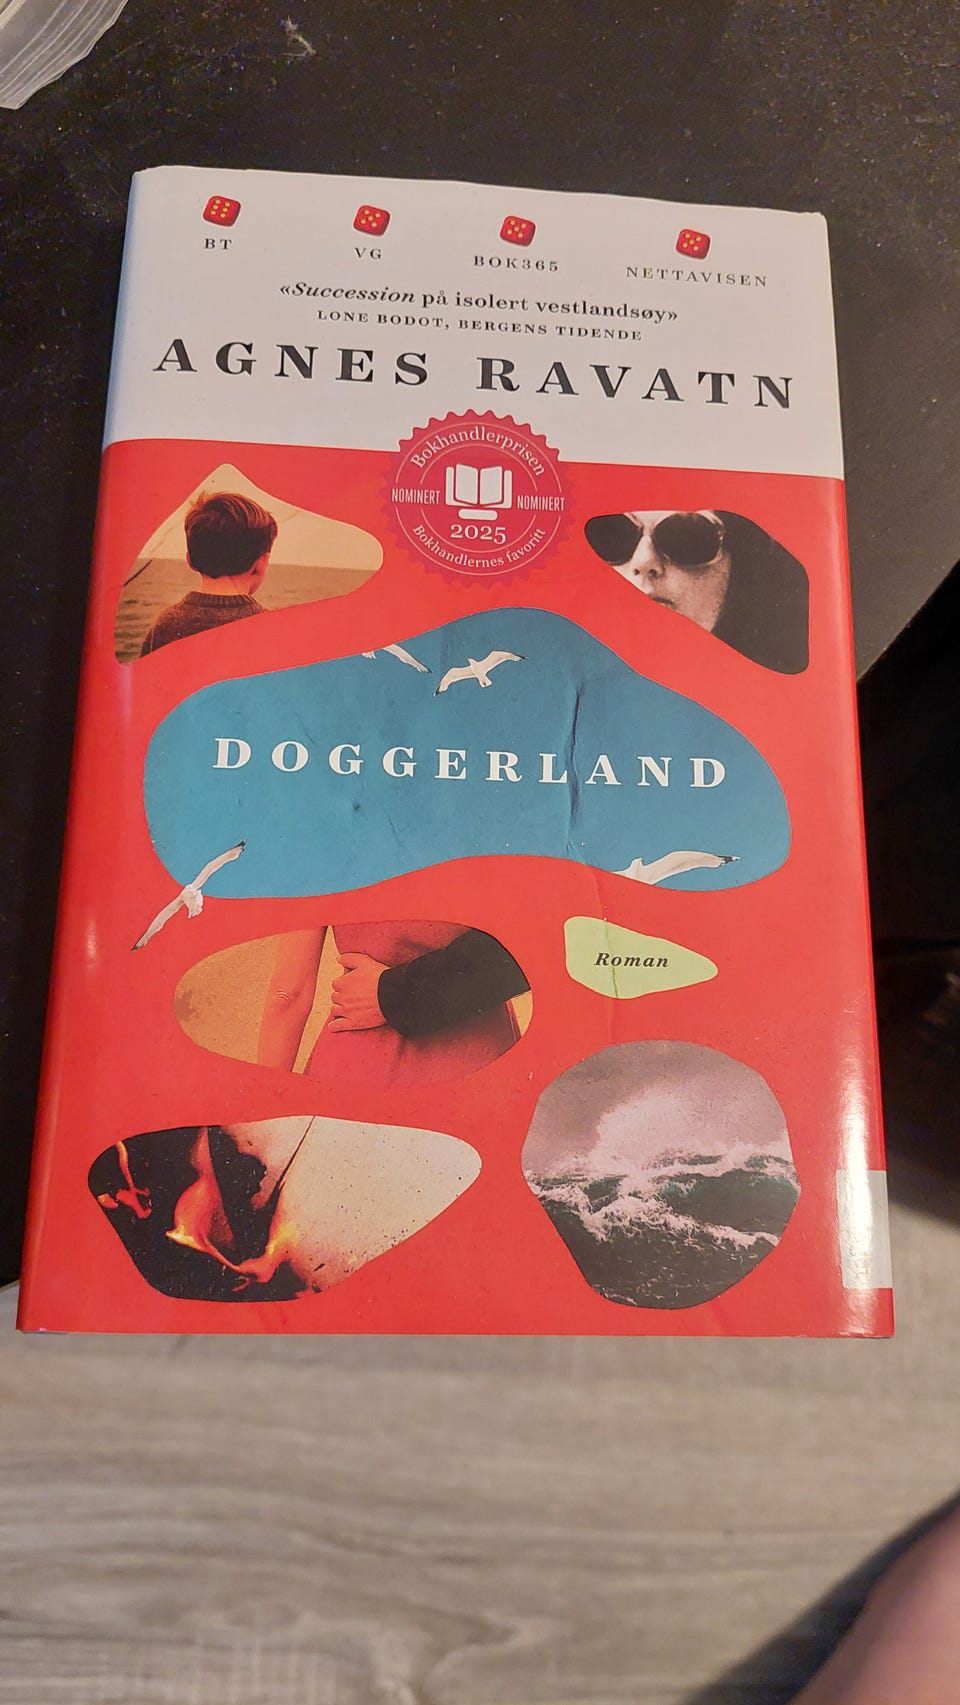 BT
VG
BOK365
NETTAVISEN
«Succession på isolert vestlandsøy»
LONE BODOT, BERGENS TIDENDE
AGNES RAVATN
Bokhandlerprisen
NOMINERT
NOMINERT
2025
Bokhandlernes favoritt
DOGGERLAND
Roman